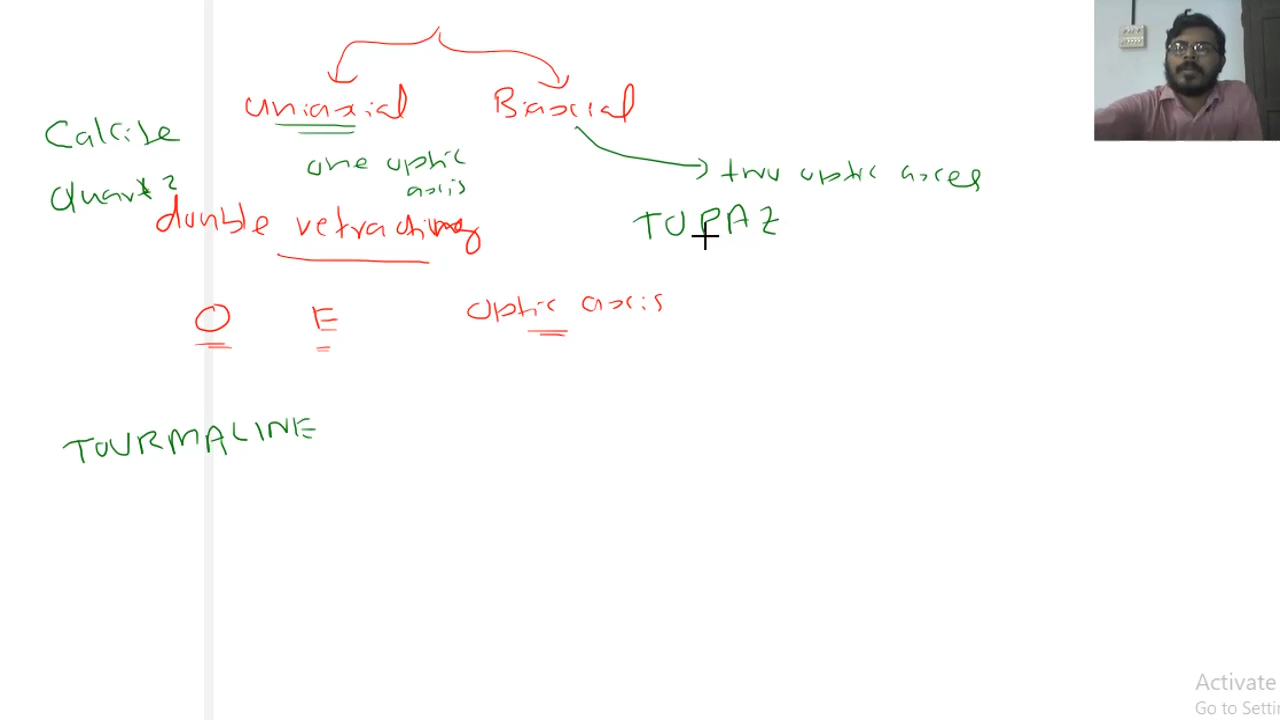 uniaxial Biaxial
Calcite
one optic
axis
two optic axes
Quartz
double refracting
TOPAZ
O E optic axis
TOURMALINE
Activate
Go to Setti